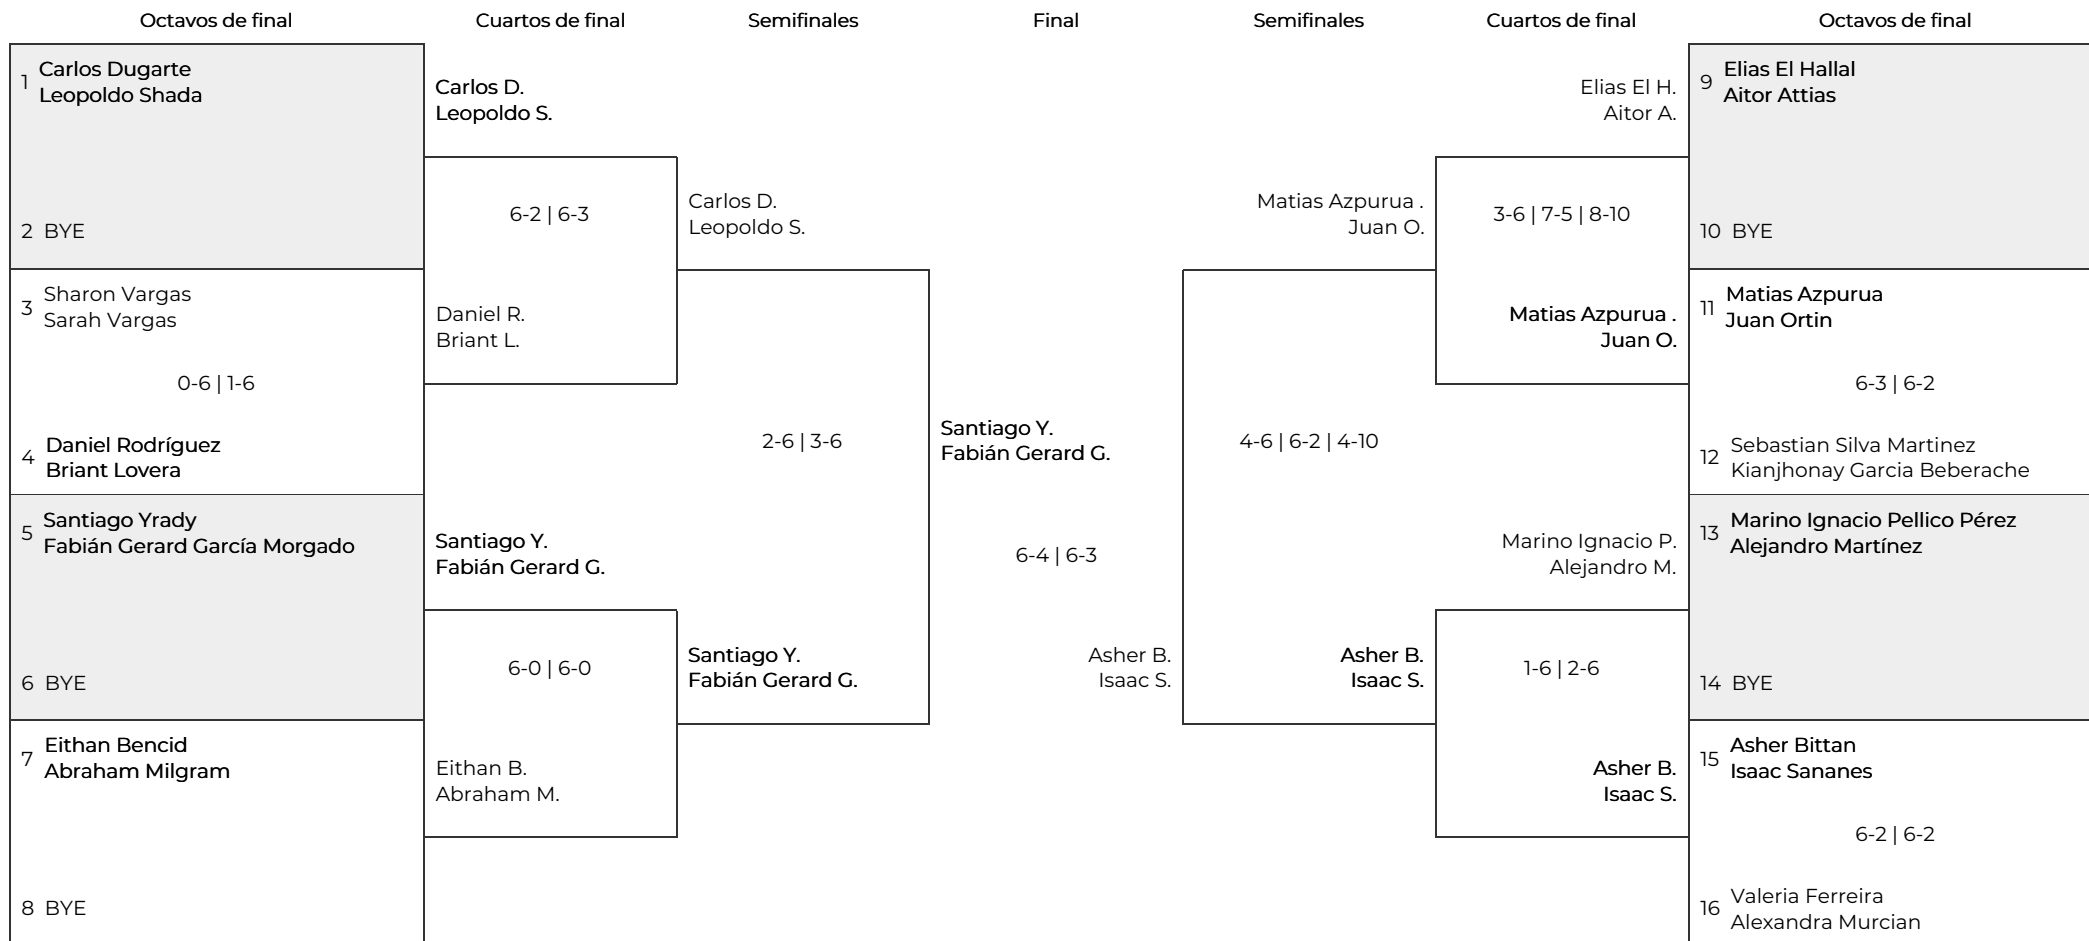 Octavos de final
Cuartos de final
Semifinales
Final
Semifinales
Cuartos de final
Octavos de final
1 Carlos Dugarte
Leopoldo Shada
2 BYE
3 Sharon Vargas
Sarah Vargas
0-6 | 1-6
4 Daniel Rodríguez
Briant Lovera
5 Santiago Yrady
Fabián Gerard García Morgado
6 BYE
7 Eithan Bencid
Abraham Milgram
8 BYE
Carlos D.
Leopoldo S.
6-2 | 6-3
Daniel R.
Briant L.
Santiago Y.
Fabián Gerard G.
6-0 | 6-0
Eithan B.
Abraham M.
Carlos D.
Leopoldo S.
2-6 | 3-6
Santiago Y.
Fabián Gerard G.
Santiago Y.
Fabián Gerard G.
6-4 | 6-3
Asher B.
Isaac S.
Matias Azpurua .
Juan O.
4-6 | 6-2 | 4-10
Asher B.
Isaac S.
Elias El H.
Aitor A.
3-6 | 7-5 | 8-10
Matias Azpurua .
Juan O.
Marino Ignacio P.
Alejandro M.
1-6 | 2-6
Asher B.
Isaac S.
9 Elias El Hallal
Aitor Attias
10 BYE
11 Matias Azpurua
Juan Ortin
6-3 | 6-2
12 Sebastian Silva Martinez
Kianjhonay Garcia Beberache
13 Marino Ignacio Pellico Pérez
Alejandro Martínez
14 BYE
15 Asher Bittan
Isaac Sananes
6-2 | 6-2
16 Valeria Ferreira
Alexandra Murcian